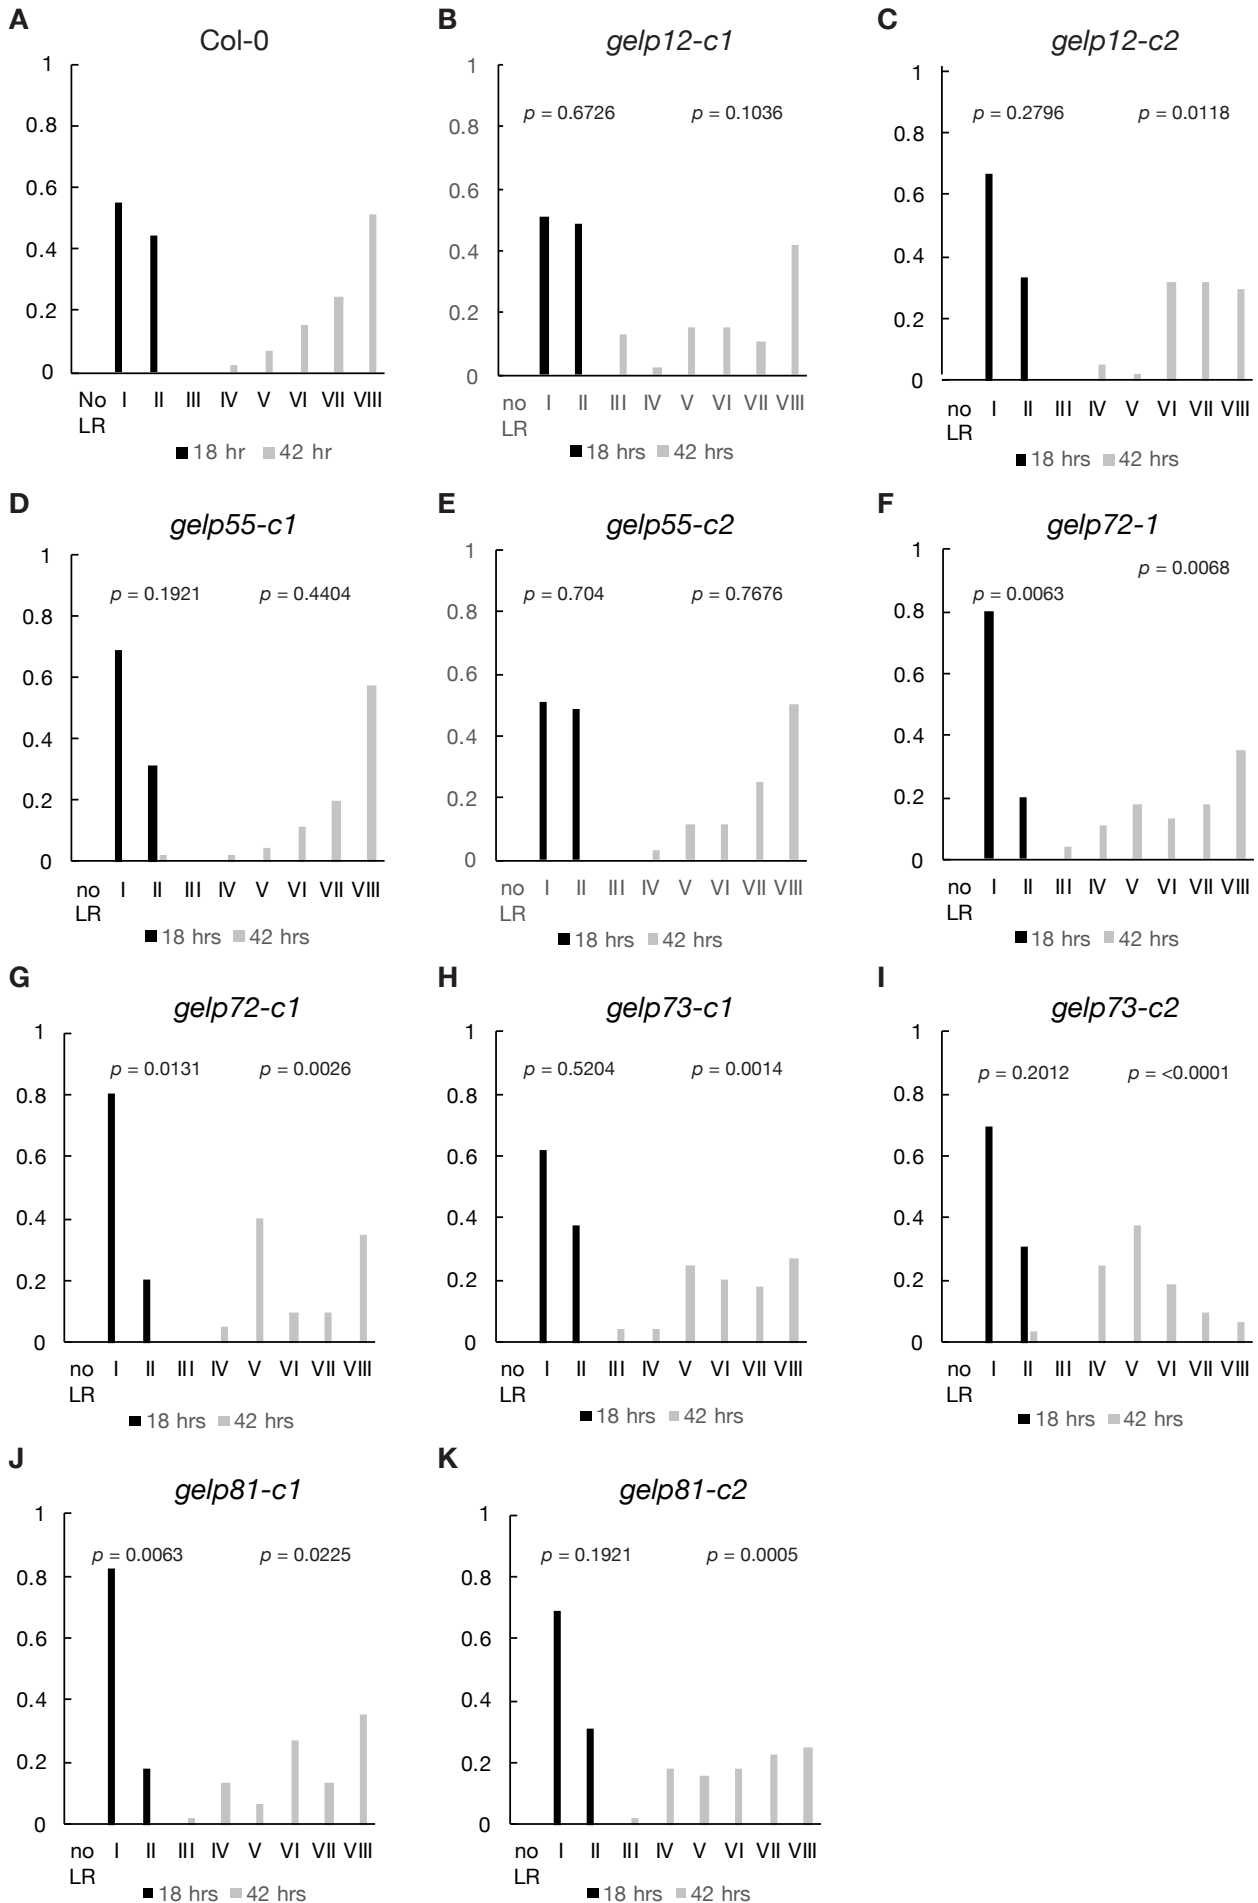 A
Col-0
1
0.8
0.6
0.4
0.2
0
No LR I II III IV V VI VII VIII
18 hr 42 hr
B
gelp12-c1
1
p = 0.6726 p = 0.1036
0.8
0.6
0.4
0.2
0
no LR I II III IV V VI VII VIII
18 hrs 42 hrs
C
gelp12-c2
1
p = 0.2796 p = 0.0118
0.8
0.6
0.4
0.2
0
no LR I II III IV V VI VII VIII
18 hrs 42 hrs
D
gelp55-c1
1
p = 0.1921 p = 0.4404
0.8
0.6
0.4
0.2
0
no LR I II III IV V VI VII VIII
18 hrs 42 hrs
E
gelp55-c2
1
p = 0.704 p = 0.7676
0.8
0.6
0.4
0.2
0
no LR I II III IV V VI VII VIII
18 hrs 42 hrs
F
gelp72-1
1
p = 0.0068
p = 0.0063
0.8
0.6
0.4
0.2
0
no LR I II III IV V VI VII VIII
18 hrs 42 hrs
G
gelp72-c1
1
p = 0.0131 p = 0.0026
0.8
0.6
0.4
0.2
0
no LR I II III IV V VI VII VIII
18 hrs 42 hrs
H
gelp73-c1
1
p = 0.5204 p = 0.0014
0.8
0.6
0.4
0.2
0
no LR I II III IV V VI VII VIII
18 hrs 42 hrs
I
gelp73-c2
1
p = 0.2012 p = <0.0001
0.8
0.6
0.4
0.2
0
no LR I II III IV V VI VII VIII
18 hrs 42 hrs
J
gelp81-c1
1
p = 0.0063 p = 0.0225
0.8
0.6
0.4
0.2
0
no LR I II III IV V VI VII VIII
18 hrs 42 hrs
K
gelp81-c2
1
p = 0.1921 p = 0.0005
0.8
0.6
0.4
0.2
0
no LR I II III IV V VI VII VIII
18 hrs 42 hrs